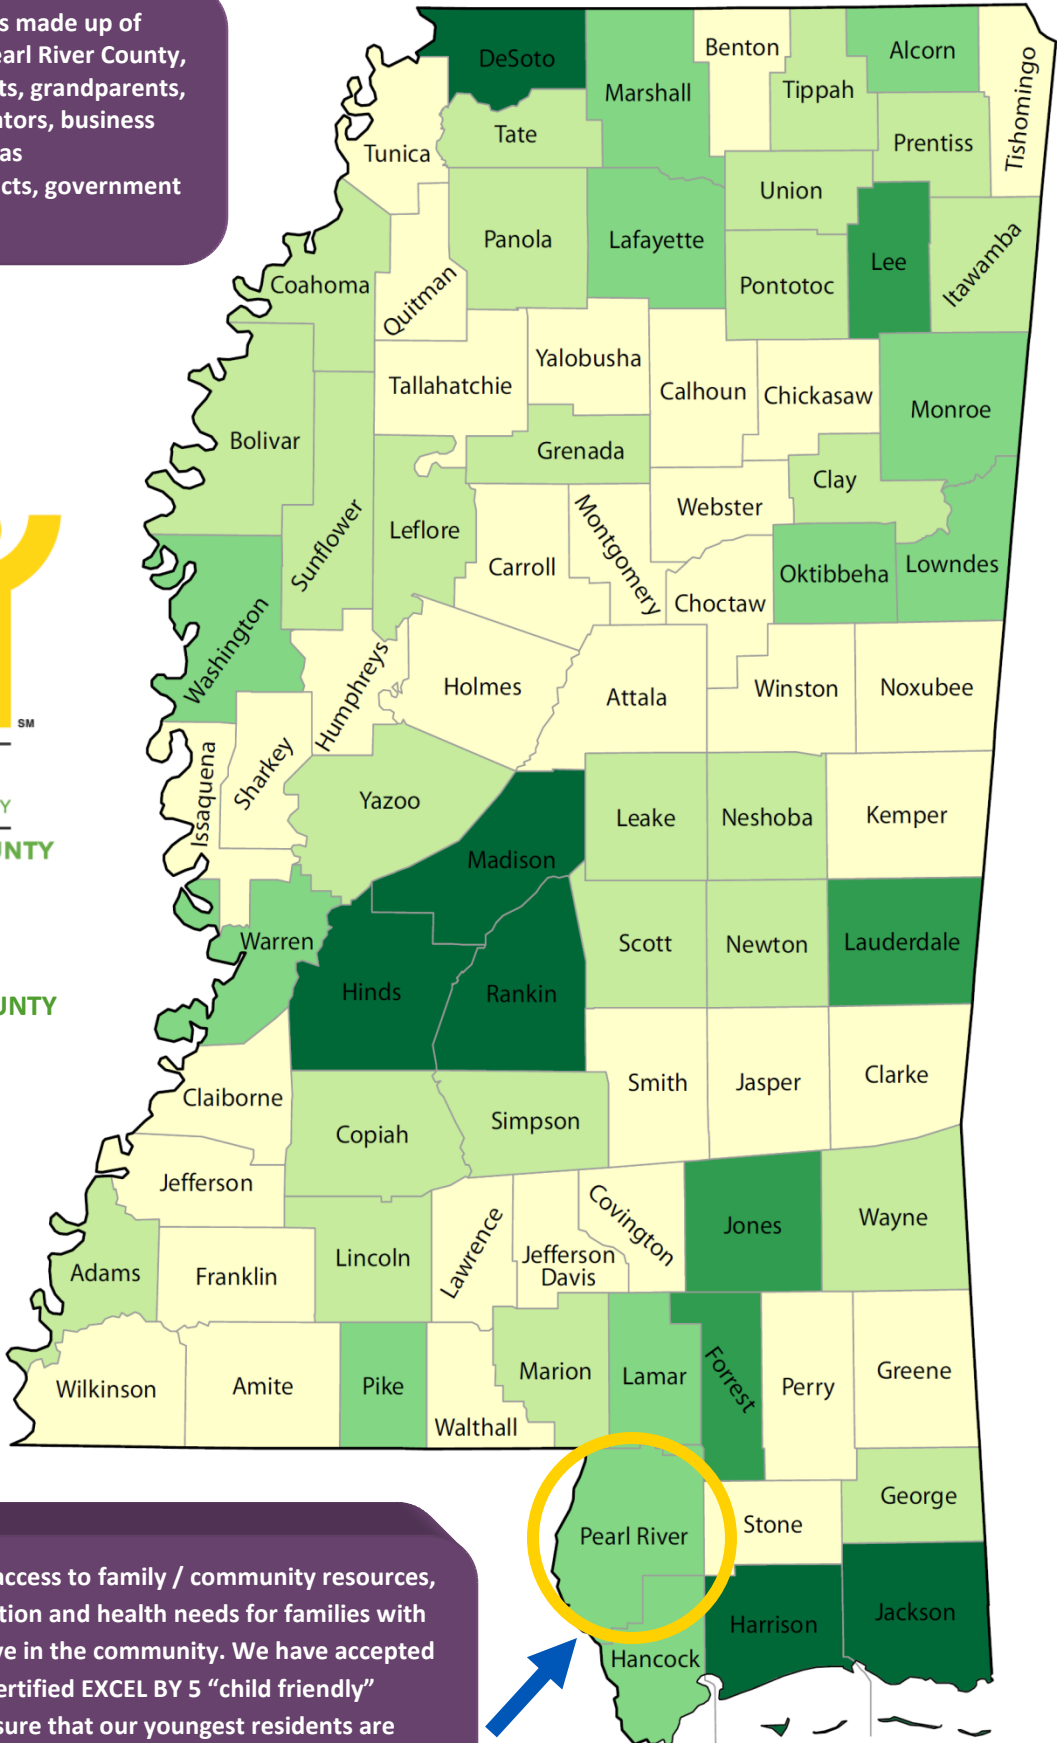 s made up of
earl River County,
ts, grandparents,
ators, business
as
cts, government
DeSoto
Marshall
Benton
Tippah
Alcorn
Tishomingo
Tunica
Tate
Prentiss
Union
Panola
Lafayette
Lee
Itawamba
Coahoma
Quitman
Pontotoc
Tallahatchie
Yalobusha
Calhoun
Chickasaw
Monroe
Bolivar
Grenada
Clay
Sunflower
Leflore
Webster
Montgomery
Carroll
Choctaw
Oktibbeha
Lowndes
Washington
Humphreys
Holmes
Attala
Winston
Noxubee
SM
Issaquena
Sharkey
Yazoo
Leake
Neshoba
Kemper
Y
UNTY
Madison
Warren
Scott
Newton
Lauderdale
Hinds
Rankin
UNTY
Claiborne
Smith
Jasper
Clarke
Copiah
Simpson
Jefferson
Lawrence
Jefferson
Davis
Covington
Jones
Wayne
Adams
Franklin
Lincoln
Wilkinson
Amite
Pike
Walthall
Marion
Lamar
Forrest
Perry
Greene
Pearl River
Stone
George
Hancock
Harrison
Jackson
access to family / community resources,
tion and health needs for families with
ve in the community. We have accepted
ertified EXCEL BY 5 “child friendly”
sure that our youngest residents are